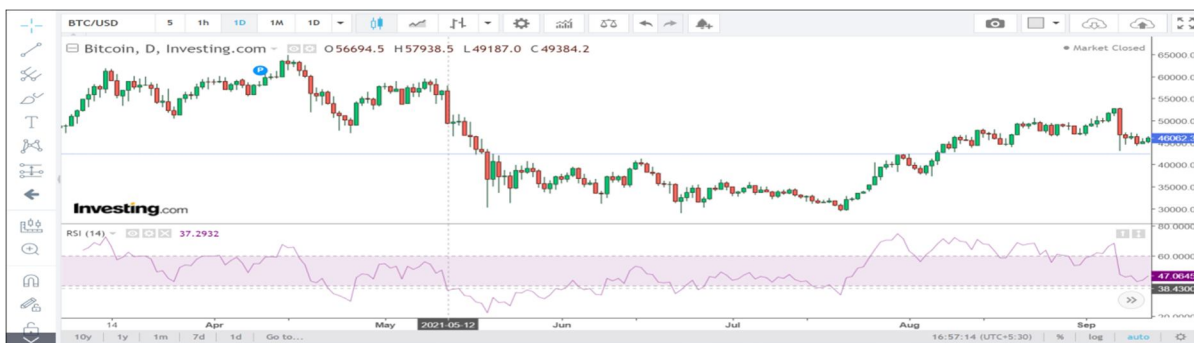 BTC/USD 5 1h 1D 1M 1D
Bitcoin, D, Investing.com O56694.5 H57938.5 L49187.0 C49384.2
Market Closed
65000.0
60000.0
55000.0
50000.0
46062.3
40000.0
35000.0
30000.0
Investing.com
RSI (14) 37.2932
80.0000
60.0000
47.0645
38.4300
20.0000
14 Apr May 2021-05-12 Jun Jul Aug Sep
10y 1y 1m 7d 1d Go to... 16:57:14 (UTC+5:30) % log auto